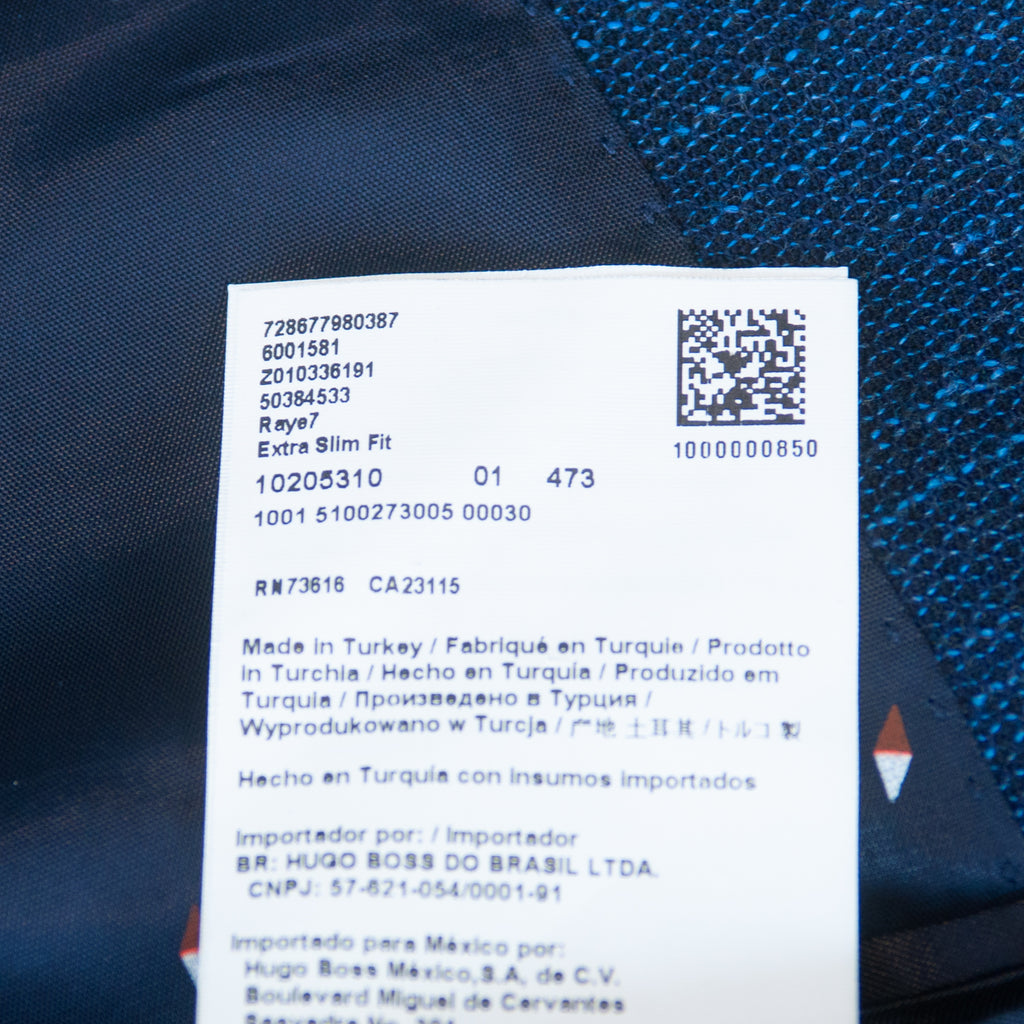 728677980387
6001581
Z010336191
50384533
Raye7
Extra Slim Fit
10205310 01 473
1001 5100273005 00030
1000000850
RN73616 CA23115
Made in Turkey / Fabriqué en Turquie / Prodotto
in Turchia / Hecho en Turquía / Produzido em
Turquia / Произведено в Турция /
Wyprodukowano w Turcja / 产地 土耳其 / トルコ 製
Hecho en Turquía con insumos importados
Importador por: / Importador
BR: HUGO BOSS DO BRASIL LTDA.
CNPJ: 57-621-054/0001-91
Importado para México por:
Hugo Boss México,S.A. de C.V.
Boulevard Miguel de Cervantes
Saavedra No.